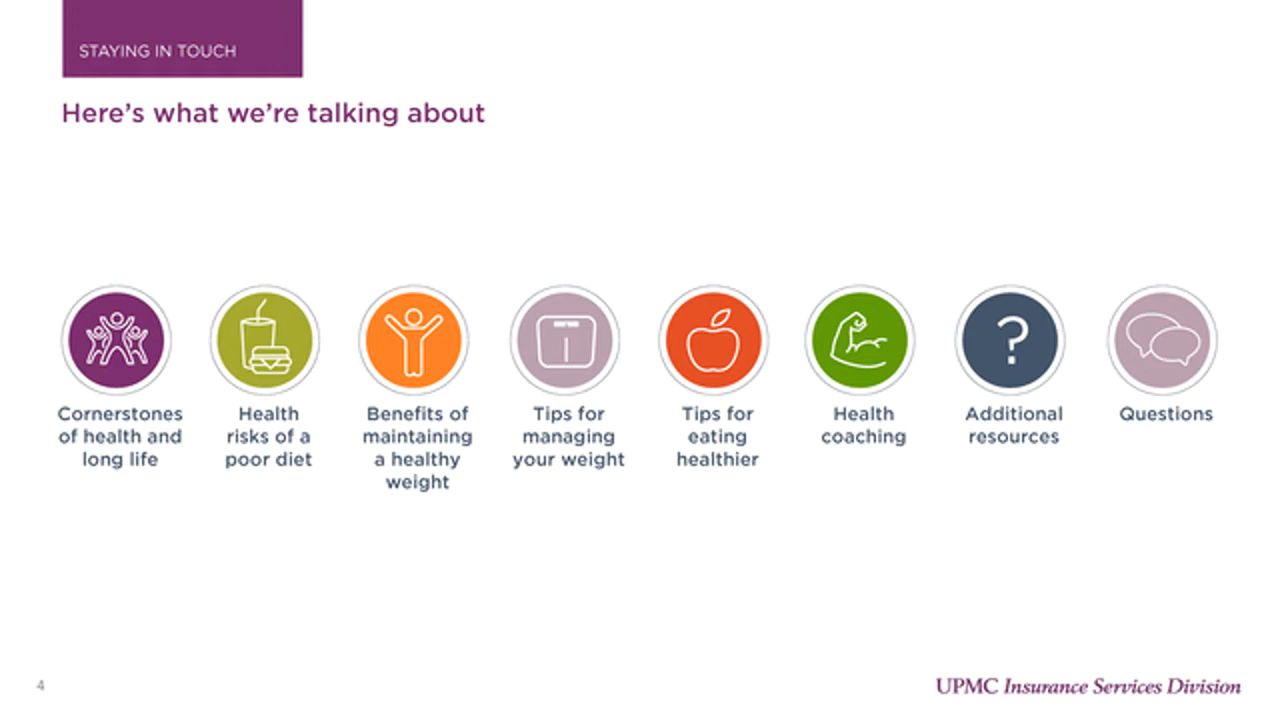 STAYING IN TOUCH
Here’s what we’re talking about
Cornerstones
of health and
long life
Health
risks of a
poor diet
Benefits of
maintaining
a healthy
weight
Tips for
managing
your weight
Tips for
eating
healthier
Health
coaching
?
Additional
resources
Questions
4
UPMC Insurance Services Division